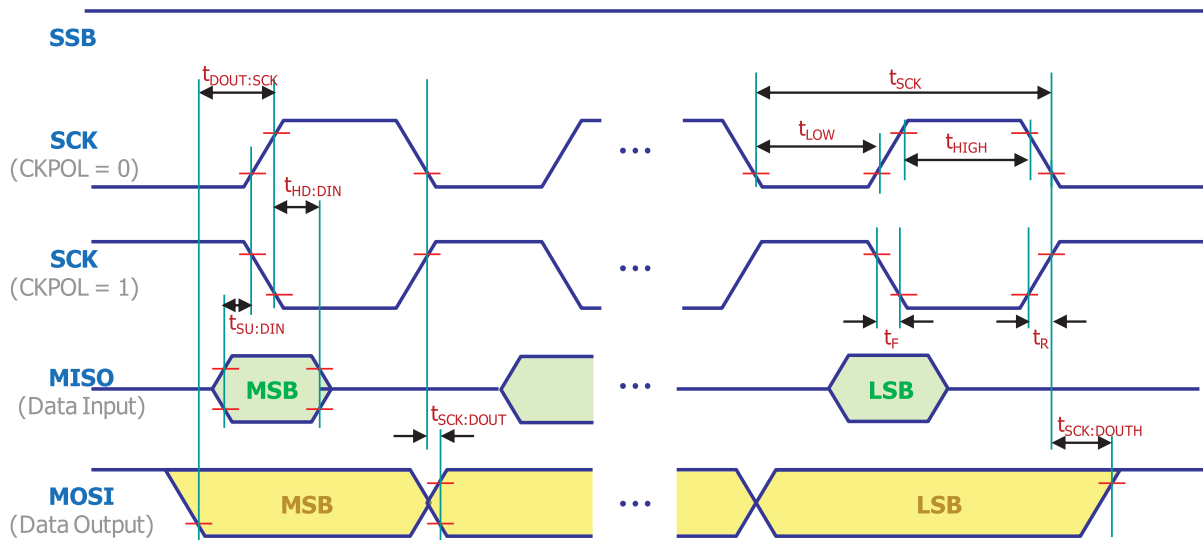 SSB
tDOUT:SCK
tSCK
SCK
(CKPOL = 0)
tLOW
tHIGH
...
tHD:DIN
SCK
(CKPOL = 1)
...
tSU:DIN
tF
tR
MISO
(Data Input)
MSB
...
LSB
tSCK:DOUT
tSCK:DOUTH
MOSI
(Data Output)
MSB
...
LSB